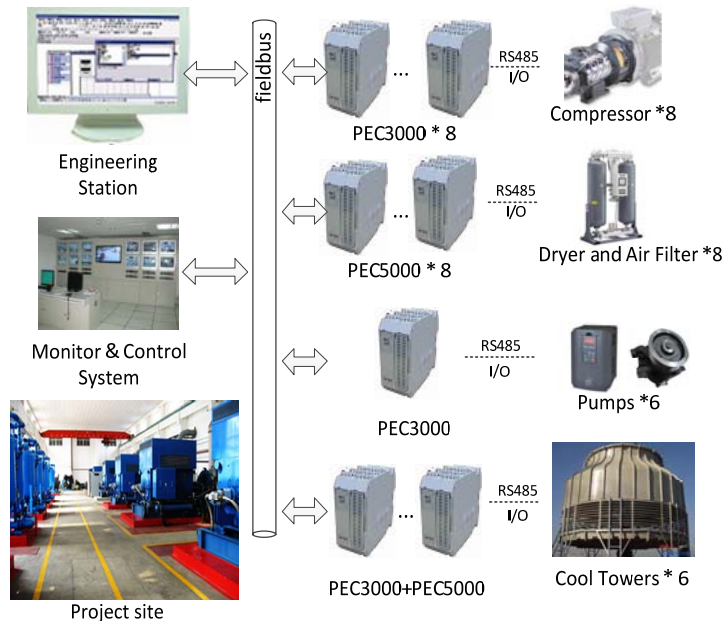 fieldbus
Engineering
Station
Monitor & Control
System
Project site
...
RS485
I/O
PEC3000 * 8
Compressor *8
...
RS485
I/O
PEC5000 * 8
Dryer and Air Filter *8
RS485
I/O
PEC3000
Pumps *6
...
RS485
I/O
PEC3000+PEC5000
Cool Towers * 6